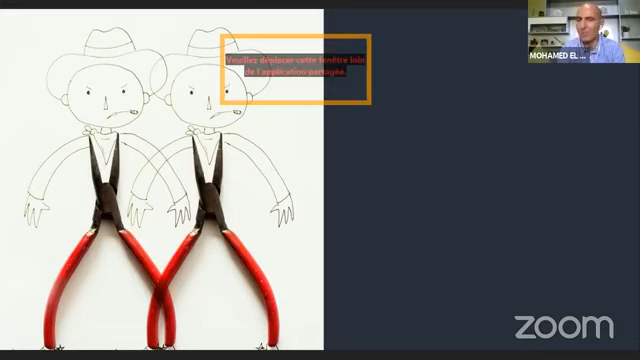 Veuillez déplacer cette fenêtre loin
de l'application partagée.
MOHAMED EL ...
zoom